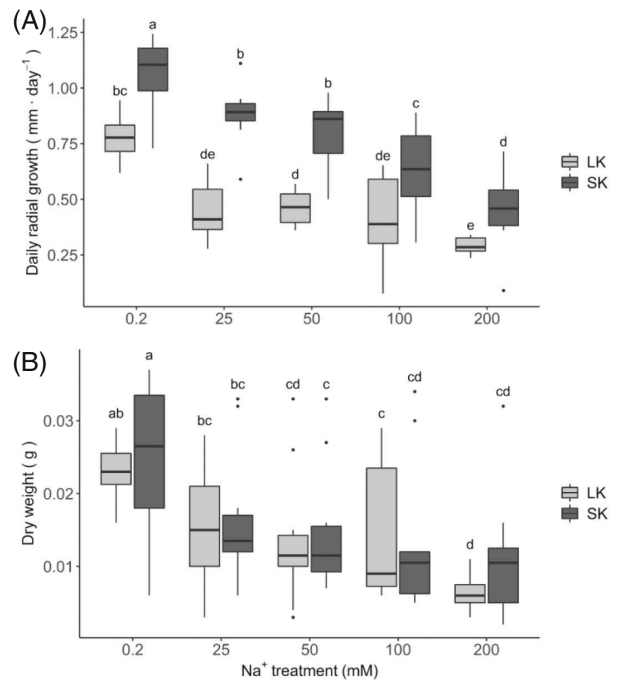 (A)
Daily radial growth ( mm · day⁻¹ )
1.25
1.00
0.75
0.50
0.25
bc
a
de
b
d
b
de
c
e
d
0.2 25 50 100 200
LK
SK
(B)
Dry weight ( g )
0.03
0.02
0.01
ab
a
bc
bc
cd
c
c
cd
d
cd
0.2 25 50 100 200
Na⁺ treatment (mM)
LK
SK